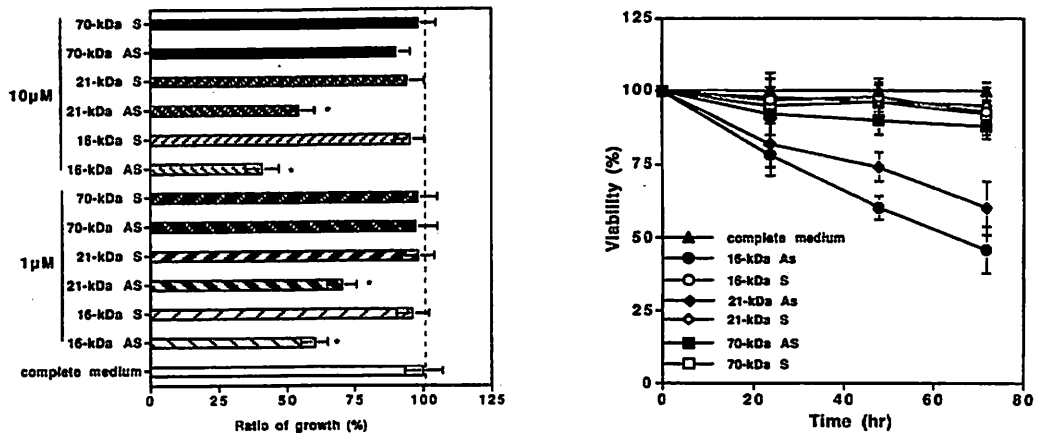 70-kDa S
70-kDa AS
21-kDa S
10μM
21-kDa AS
16-kDa S
16-kDa AS
70-kDa S
70-kDa AS
1μM
21-kDa S
21-kDa AS
16-kDa S
16-kDa AS
complete medium
0 25 50 75 100 125
Ratio of growth (%)
125
100
75
50
25
0
Viability (%)
complete medium
16-kDa As
16-kDa S
21-kDa As
21-kDa S
70-kDa AS
70-kDa S
0 20 40 60 80
Time (hr)